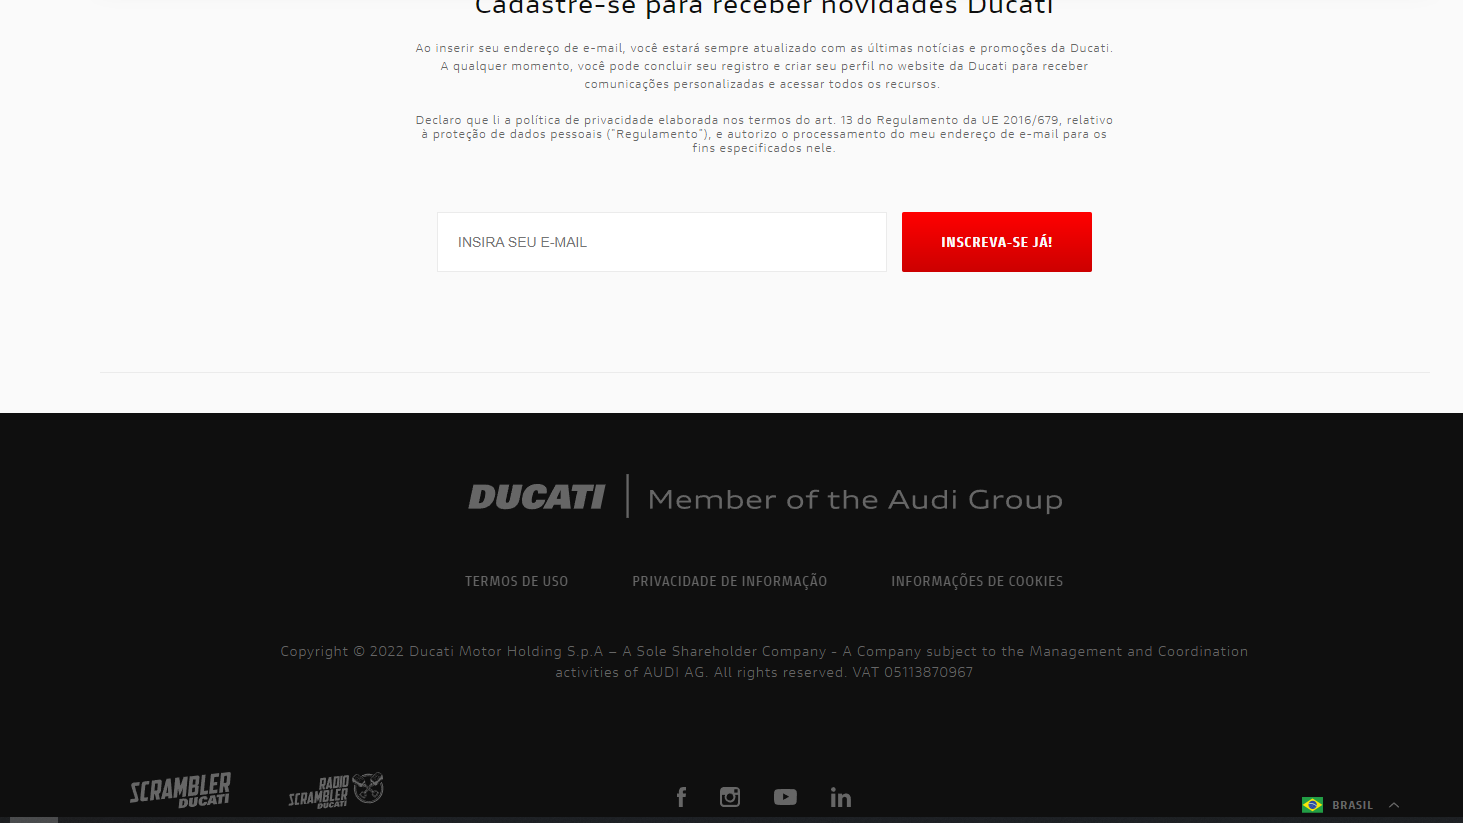 Cadastre-se para receber novidades Ducati
Ao inserir seu endereço de e-mail, você estará sempre atualizado com as últimas notícias e promoções da Ducati.
A qualquer momento, você pode concluir seu registro e criar seu perfil no website da Ducati para receber
comunicações personalizadas e acessar todos os recursos.
Declaro que li a política de privacidade elaborada nos termos do art. 13 do Regulamento da UE 2016/679, relativo
à proteção de dados pessoais ("Regulamento"), e autorizo o processamento do meu endereço de e-mail para os
fins especificados nele.
INSIRA SEU E-MAIL
INSCREVA-SE JÁ!
DUCATI | Member of the Audi Group
TERMOS DE USO
PRIVACIDADE DE INFORMAÇÃO
INFORMAÇÕES DE COOKIES
Copyright © 2022 Ducati Motor Holding S.p.A – A Sole Shareholder Company - A Company subject to the Management and Coordination
activities of AUDI AG. All rights reserved. VAT 05113870967
SCRAMBLER
DUCATI
RADIO
SCRAMBLER
DUCATI
BRASIL